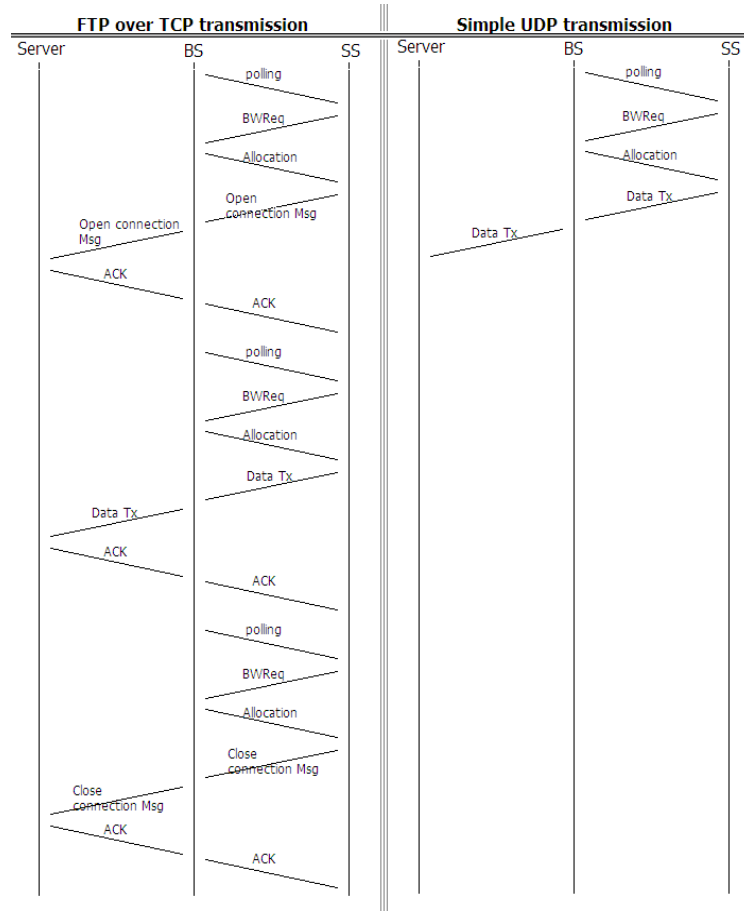 FTP over TCP transmission
Server BS SS
polling
BWReq
Allocation
Open
connection Msg
Open connection
Msg
ACK
ACK
polling
BWReq
Allocation
Data Tx
Data Tx
ACK
ACK
polling
BWReq
Allocation
Close
connection Msg
Close
connection Msg
ACK
ACK
Simple UDP transmission
Server BS SS
polling
BWReq
Allocation
Data Tx
Data Tx